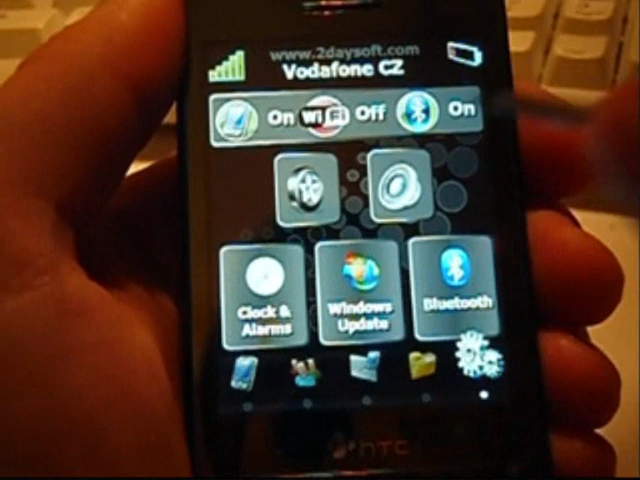 www.2daysoft.com
Vodafone CZ
On WiFi Off On
Clock & Alarms
Windows Update
Bluetooth
hTC